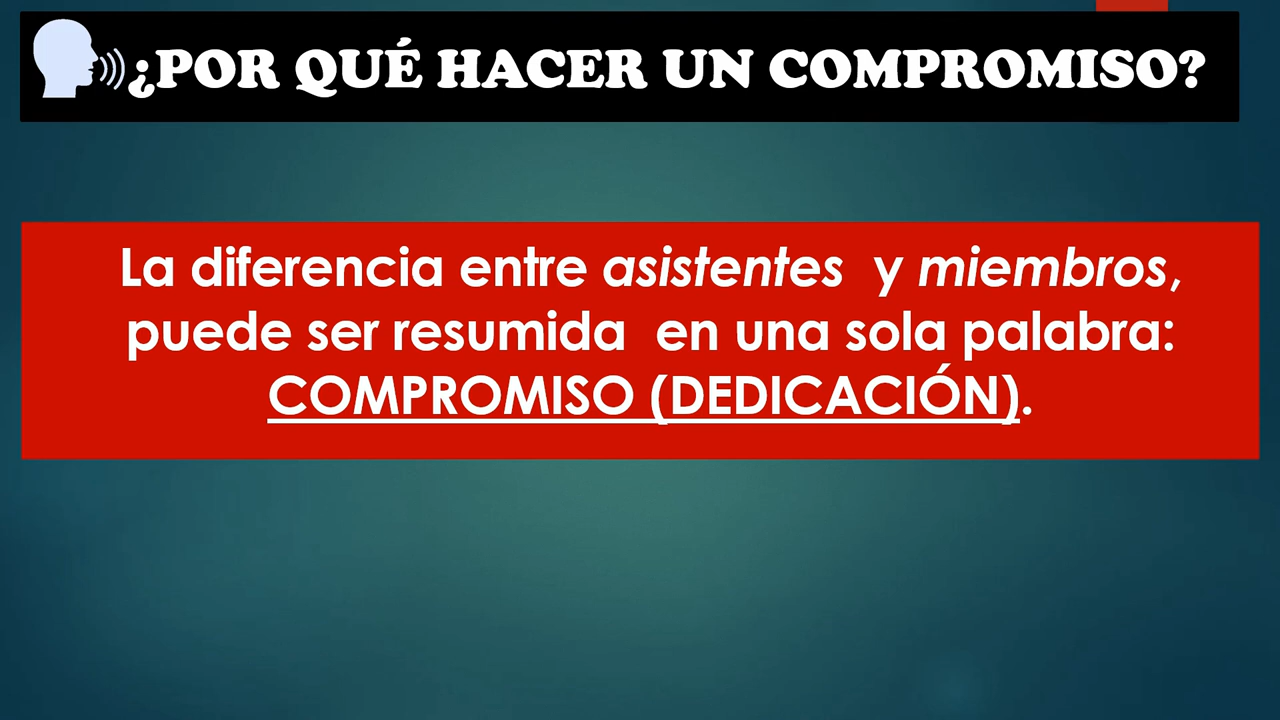 ¿POR QUÉ HACER UN COMPROMISO?
La diferencia entre asistentes y miembros,
puede ser resumida en una sola palabra:
COMPROMISO (DEDICACIÓN).